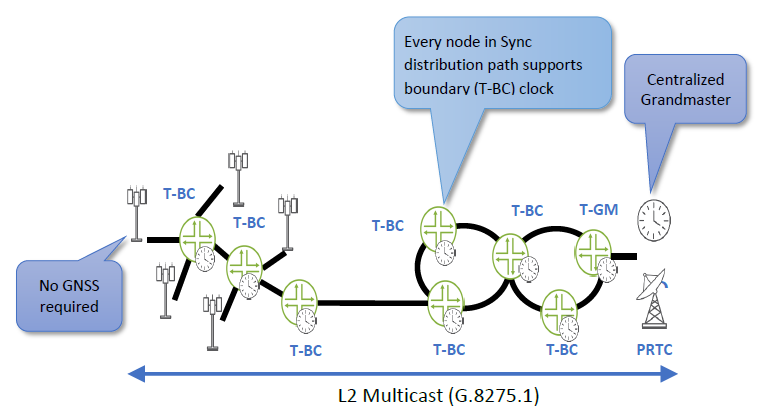 Every node in Sync
distribution path supports
boundary (T-BC) clock
Centralized
Grandmaster
T-BC
T-BC
T-BC
T-BC
T-GM
No GNSS
required
T-BC
T-BC
T-BC
PRTC
L2 Multicast (G.8275.1)